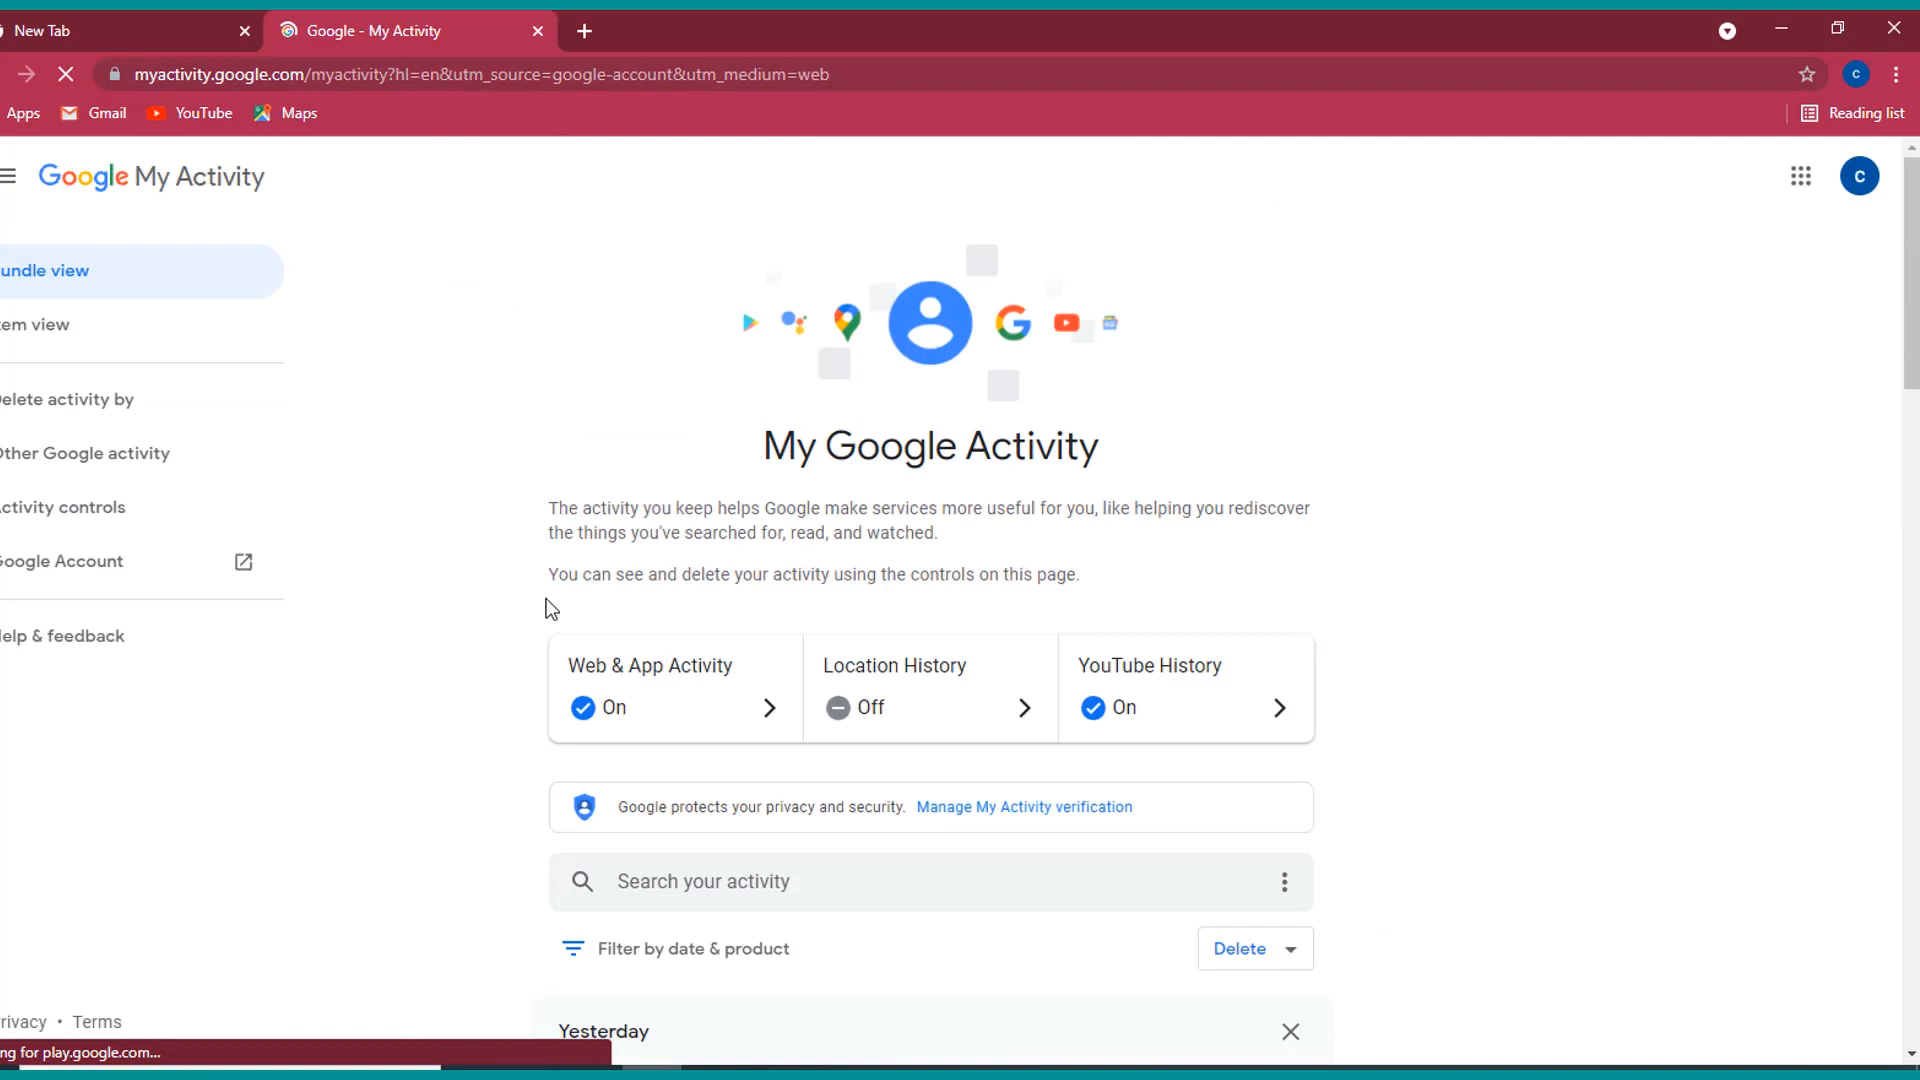 New Tab
Google - My Activity
myactivity.google.com/myactivity?hl=en&utm_source=google-account&utm_medium=web
C
Apps
Gmail
YouTube
Maps
Reading list
Google My Activity
C
undle view
tem view
elete activity by
ther Google activity
ctivity controls
oogle Account
elp & feedback
My Google Activity
The activity you keep helps Google make services more useful for you, like helping you rediscover
the things you've searched for, read, and watched.
You can see and delete your activity using the controls on this page.
Web & App Activity
On
Location History
Off
YouTube History
On
Google protects your privacy and security. Manage My Activity verification
Search your activity
Filter by date & product
Delete
Yesterday
rivacy • Terms
ng for play.google.com...